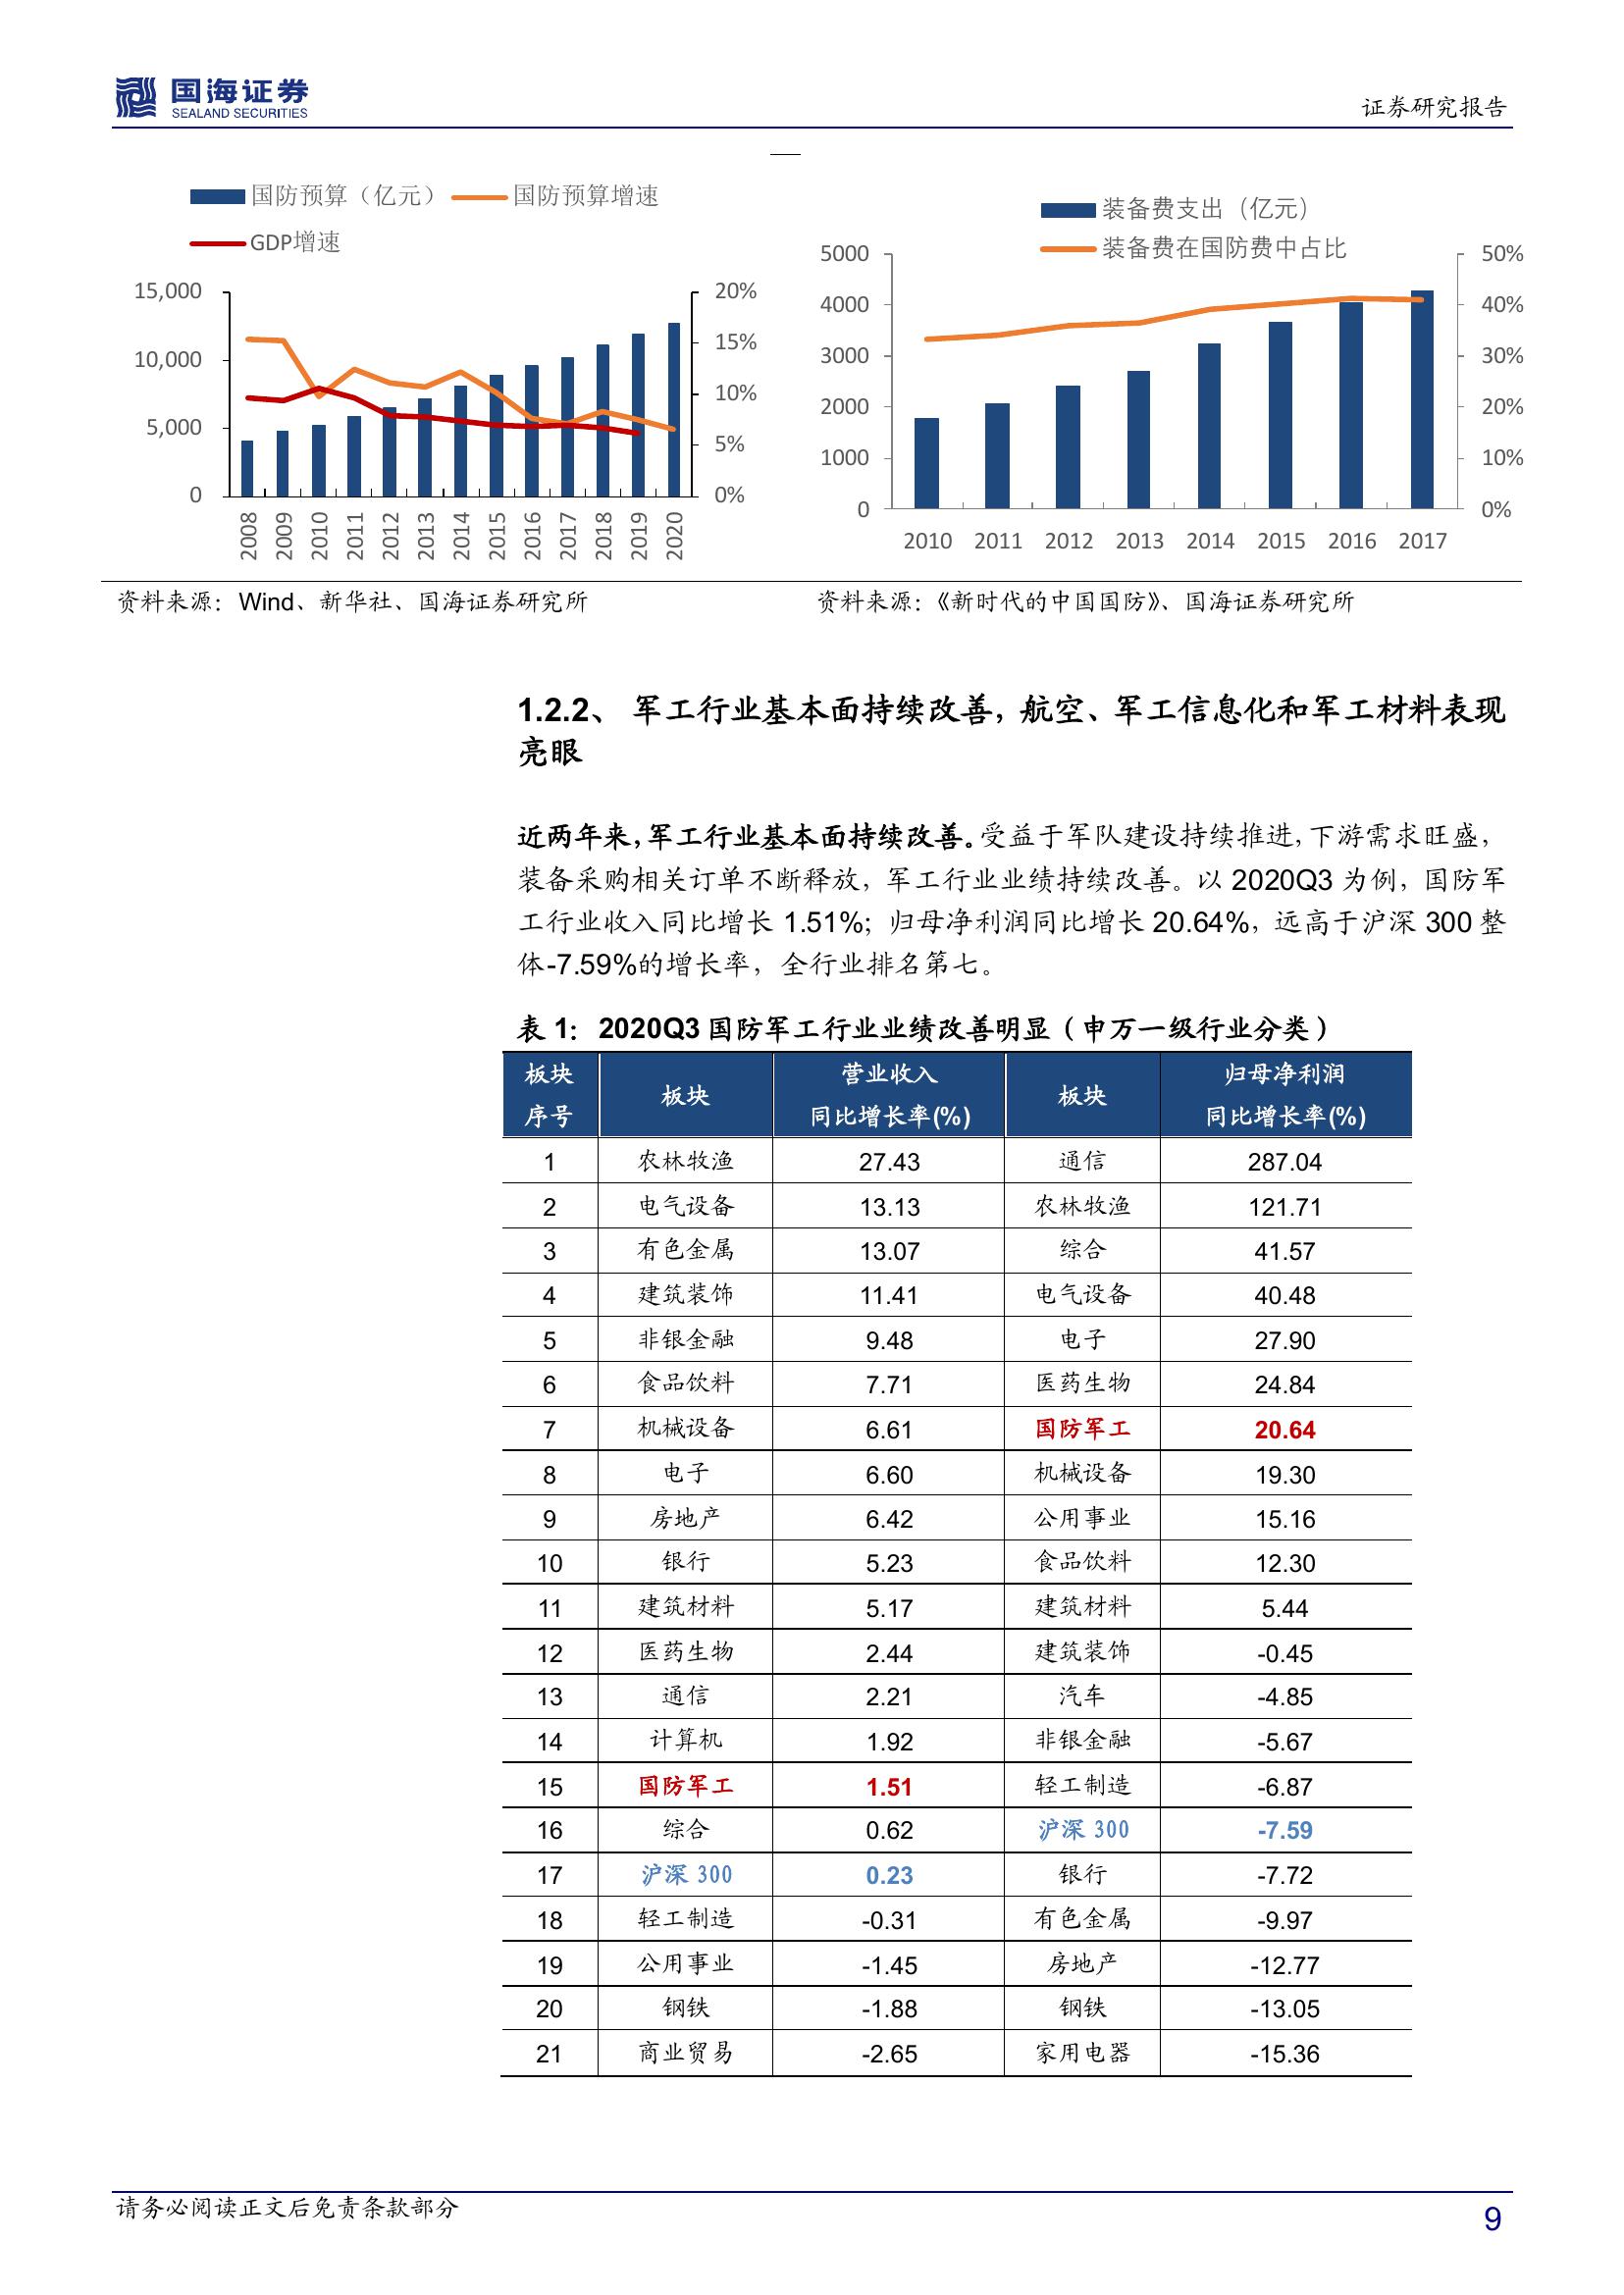 国海证券
SEALAND SECURITIES
证券研究报告
国防预算（亿元）
国防预算增速
GDP增速
15,000
10,000
5,000
0
20%
15%
10%
5%
0%
2008 2009 2010 2011 2012 2013 2014 2015 2016 2017 2018 2019 2020
装备费支出（亿元）
装备费在国防费中占比
5000
4000
3000
2000
1000
0
50%
40%
30%
20%
10%
0%
2010 2011 2012 2013 2014 2015 2016 2017
资料来源：Wind、新华社、国海证券研究所
资料来源：《新时代的中国国防》、国海证券研究所
1.2.2、 军工行业基本面持续改善，航空、军工信息化和军工材料表现
亮眼
近两年来，军工行业基本面持续改善。受益于军队建设持续推进，下游需求旺盛，
装备采购相关订单不断释放，军工行业业绩持续改善。以 2020Q3 为例，国防军
工行业收入同比增长 1.51%；归母净利润同比增长 20.64%，远高于沪深 300 整
体-7.59%的增长率，全行业排名第七。
表 1：2020Q3 国防军工行业业绩改善明显（申万一级行业分类）
板块序号 板块 营业收入同比增长率(%) 板块 归母净利润同比增长率(%)
1 农林牧渔 27.43 通信 287.04
2 电气设备 13.13 农林牧渔 121.71
3 有色金属 13.07 综合 41.57
4 建筑装饰 11.41 电气设备 40.48
5 非银金融 9.48 电子 27.90
6 食品饮料 7.71 医药生物 24.84
7 机械设备 6.61 国防军工 20.64
8 电子 6.60 机械设备 19.30
9 房地产 6.42 公用事业 15.16
10 银行 5.23 食品饮料 12.30
11 建筑材料 5.17 建筑材料 5.44
12 医药生物 2.44 建筑装饰 -0.45
13 通信 2.21 汽车 -4.85
14 计算机 1.92 非银金融 -5.67
15 国防军工 1.51 轻工制造 -6.87
16 综合 0.62 沪深 300 -7.59
17 沪深 300 0.23 银行 -7.72
18 轻工制造 -0.31 有色金属 -9.97
19 公用事业 -1.45 房地产 -12.77
20 钢铁 -1.88 钢铁 -13.05
21 商业贸易 -2.65 家用电器 -15.36
请务必阅读正文后免责条款部分
9